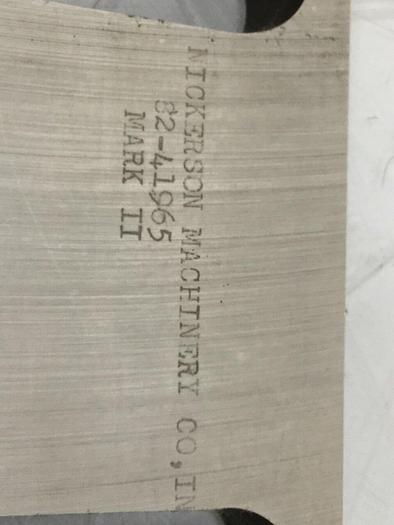 NICKERSON MACHINERY CO,IN
82-41965
MARK II